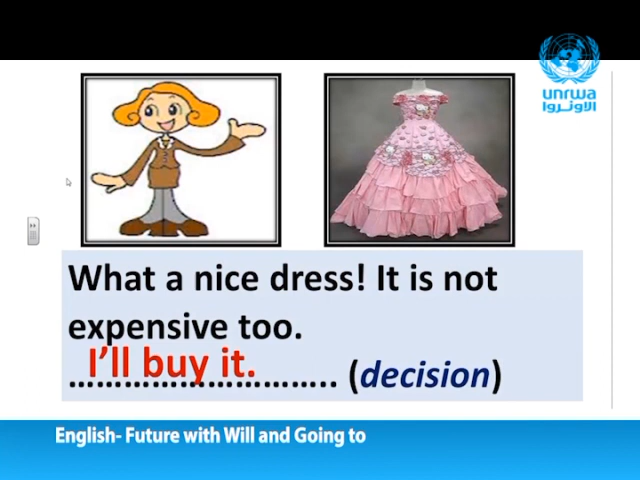 unrwa
الاونروا
What a nice dress! It is not
expensive too.
I'll buy it.
……………………….. (decision)
English- Future with Will and Going to